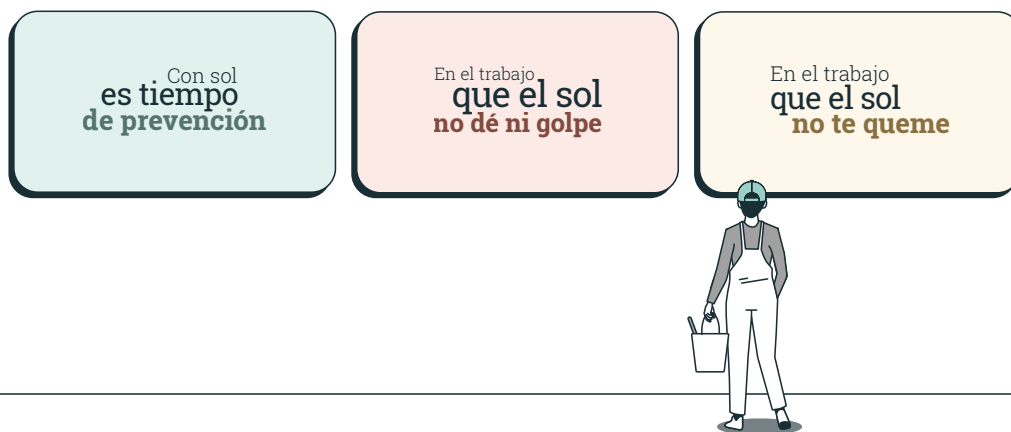 Con sol
es tiempo
de prevención
En el trabajo
que el sol
no dé ni golpe
En el trabajo
que el sol
no te queme